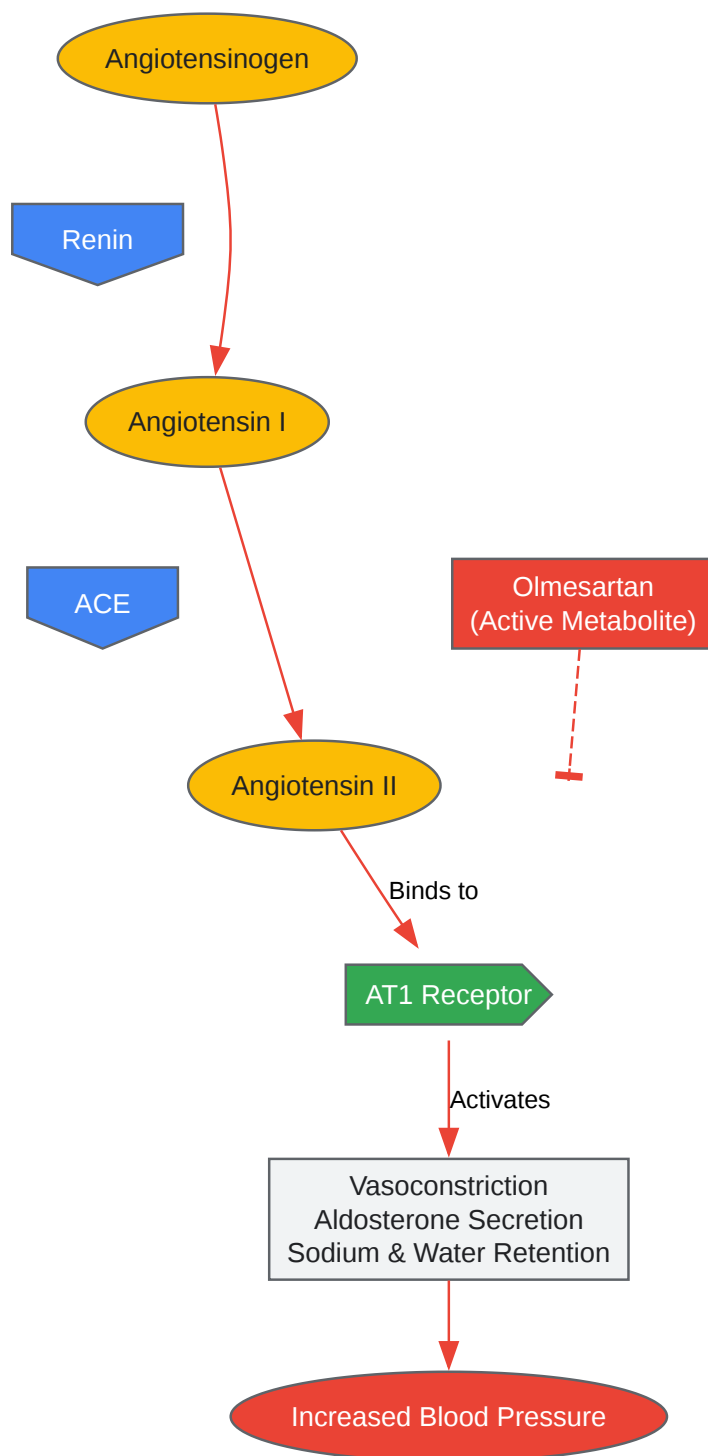 Angiotensinogen
Renin
Angiotensin I
ACE
Olmesartan
(Active Metabolite)
Angiotensin II
Binds to
AT1 Receptor
Activates
Vasoconstriction
Aldosterone Secretion
Sodium & Water Retention
Increased Blood Pressure